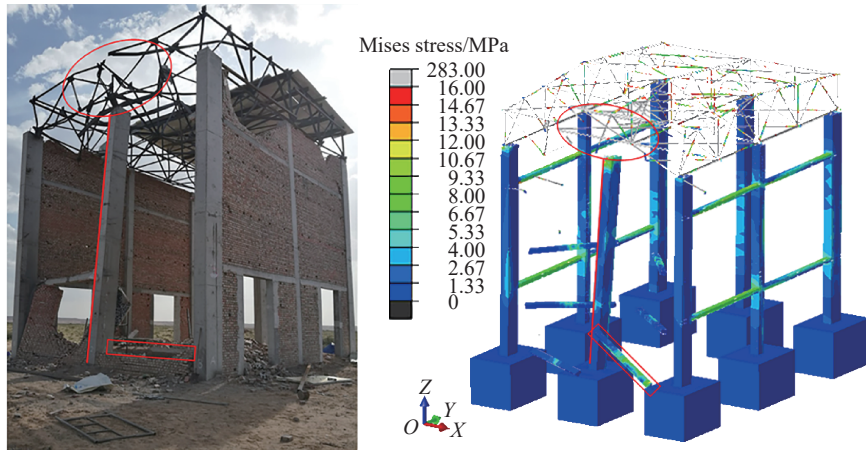 Mises stress/MPa
283.00
16.00
14.67
13.33
12.00
10.67
9.33
8.00
6.67
5.33
4.00
2.67
1.33
0
Z
Y
O
X